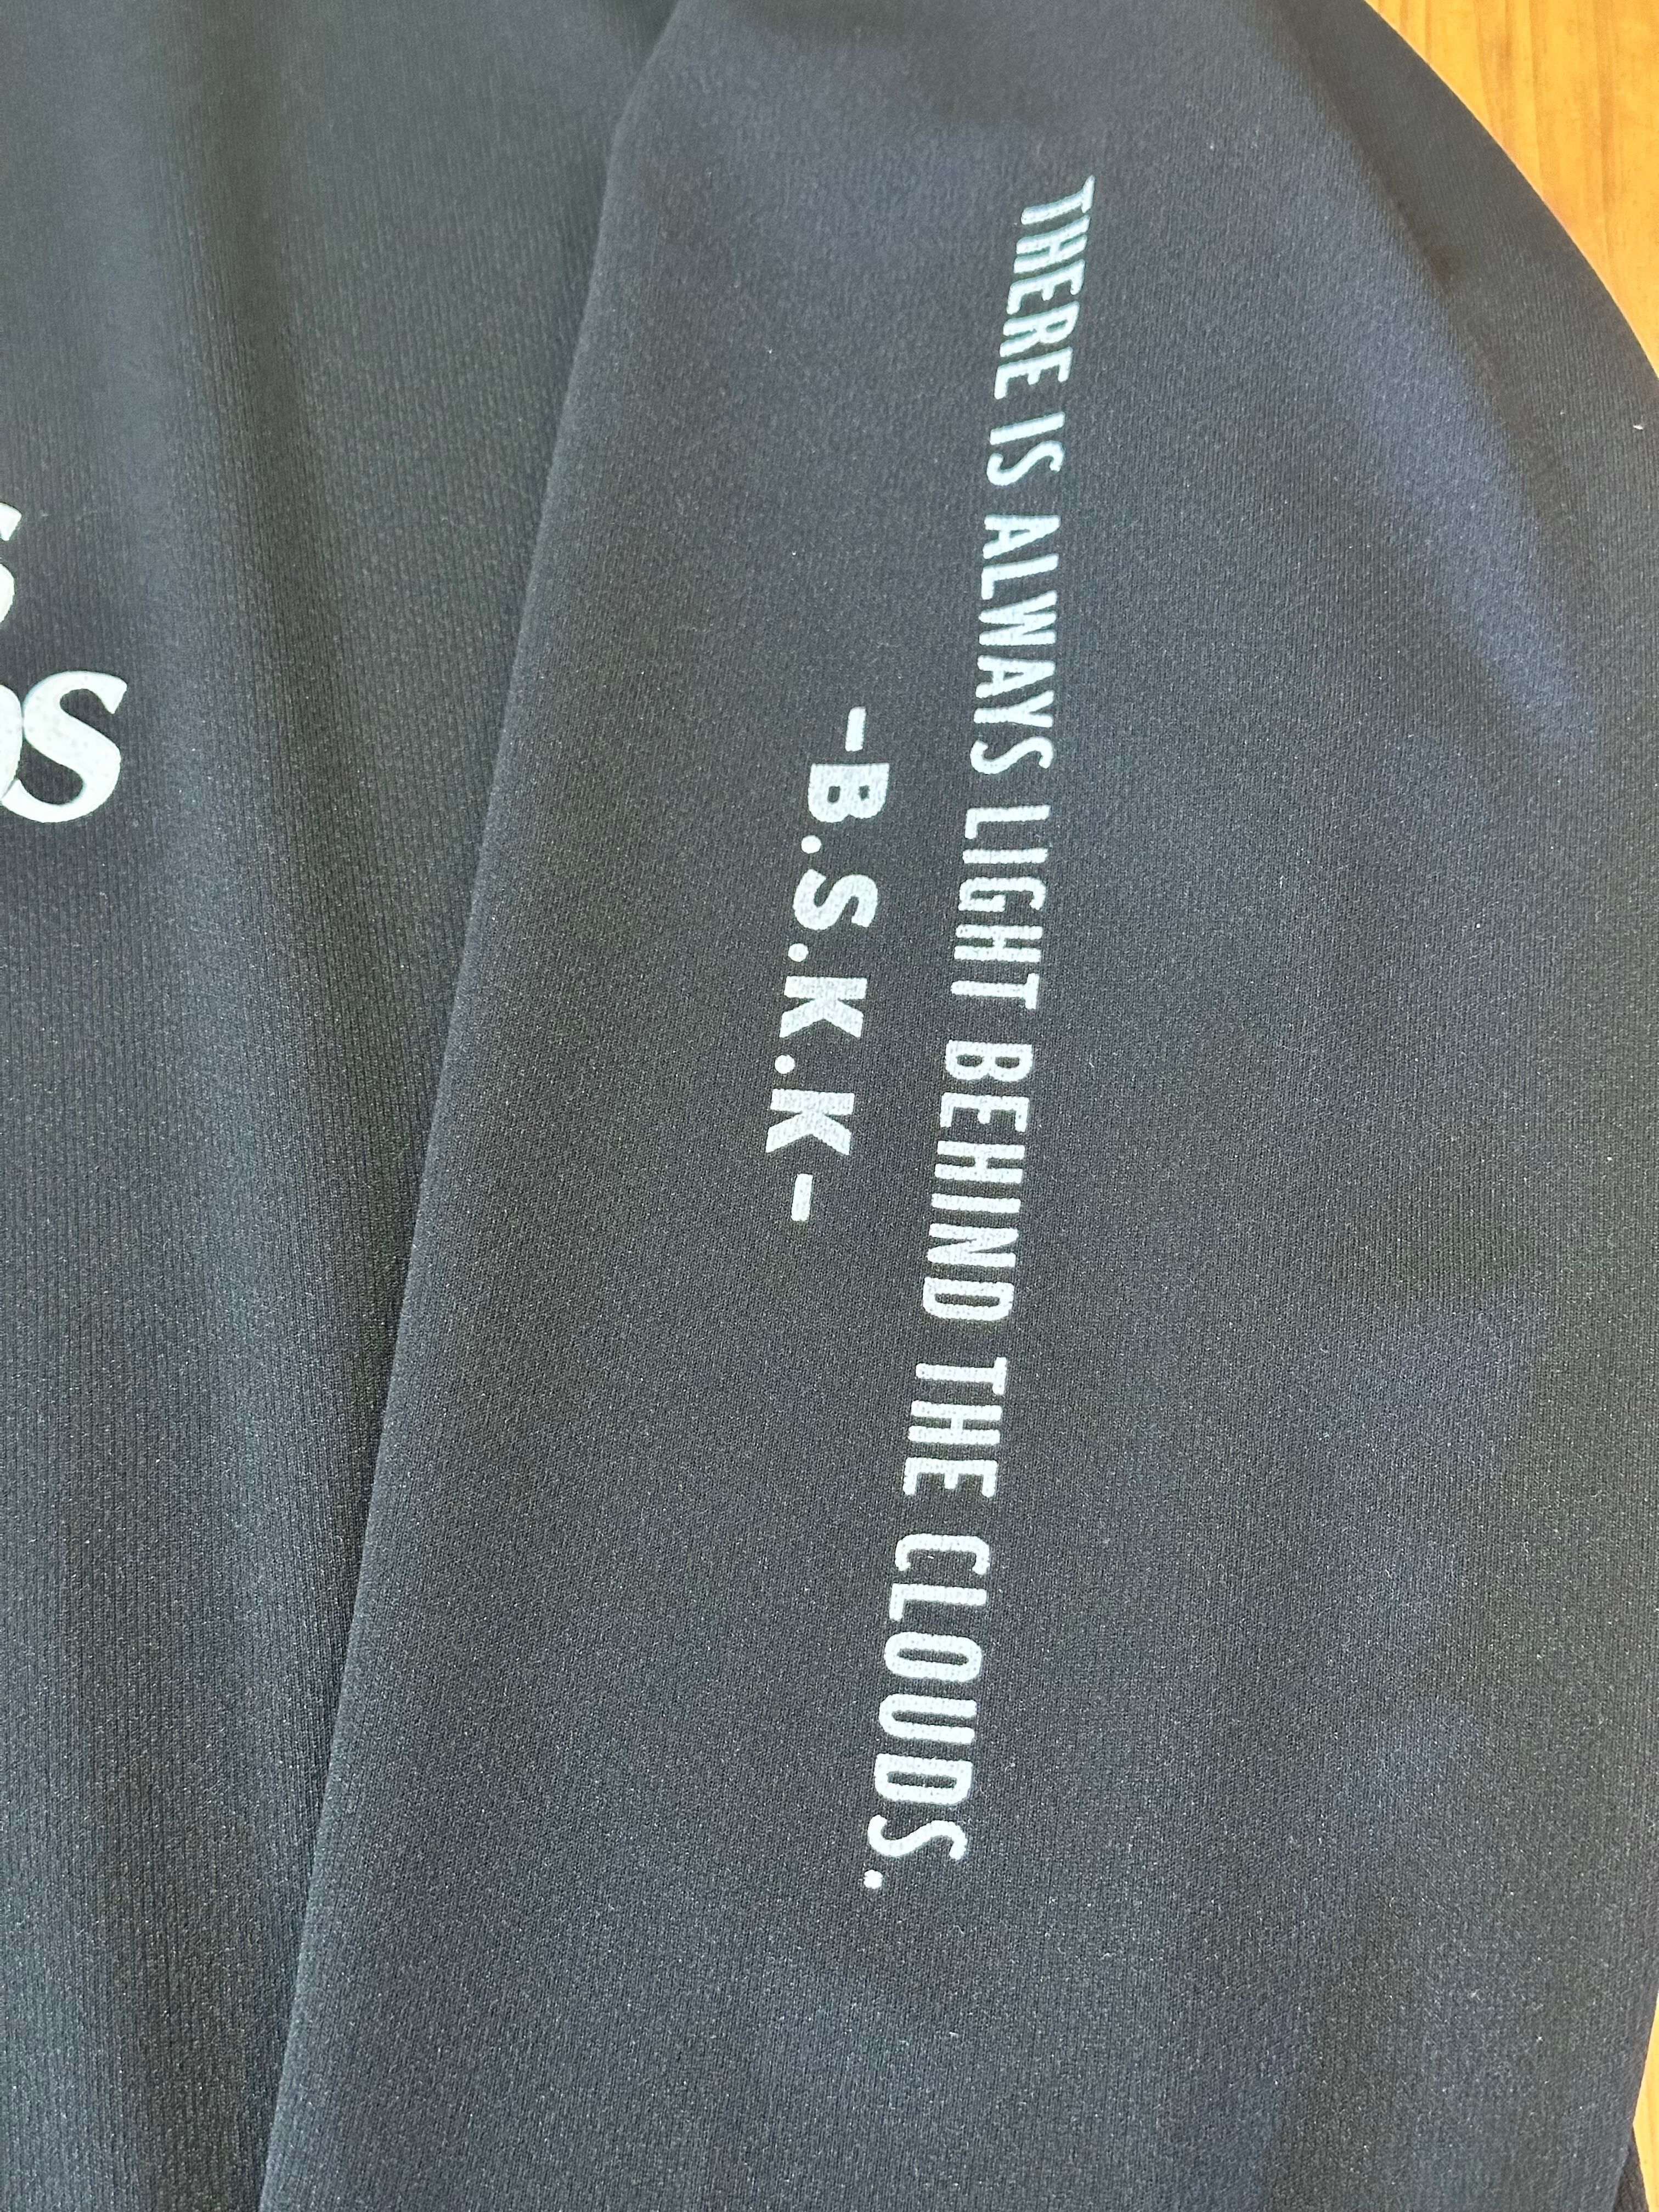 THERE IS ALWAYS LIGHT BEHIND THE CLOUDS.
-B.S.K.K-